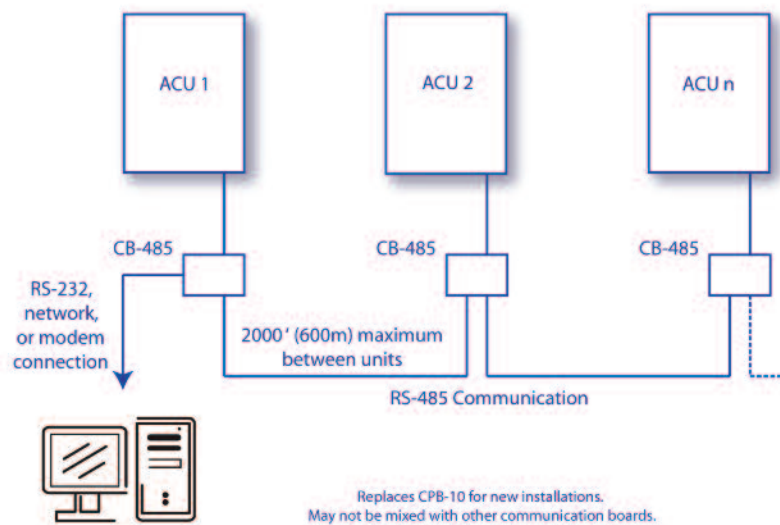 ACU 1
ACU 2
ACU n
CB-485
CB-485
CB-485
RS-232,
network,
or modem
connection
2000' (600m) maximum
between units
RS-485 Communication
Replaces CPB-10 for new installations.
May not be mixed with other communication boards.